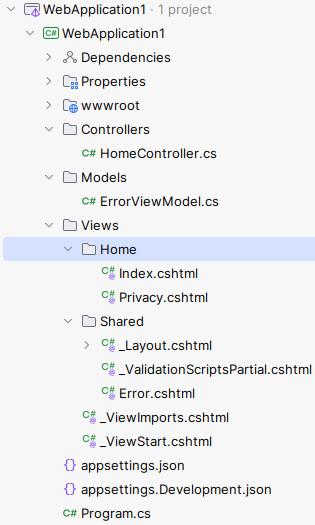 WebApplication1 · 1 project
C# WebApplication1
Dependencies
Properties
wwwroot
Controllers
C# HomeController.cs
Models
C# ErrorViewModel.cs
Views
Home
C# Index.cshtml
C# Privacy.cshtml
Shared
C# _Layout.cshtml
C# _ValidationScriptsPartial.cshtml
C# Error.cshtml
C# _ViewImports.cshtml
C# _ViewStart.cshtml
{} appsettings.json
{} appsettings.Development.json
C# Program.cs